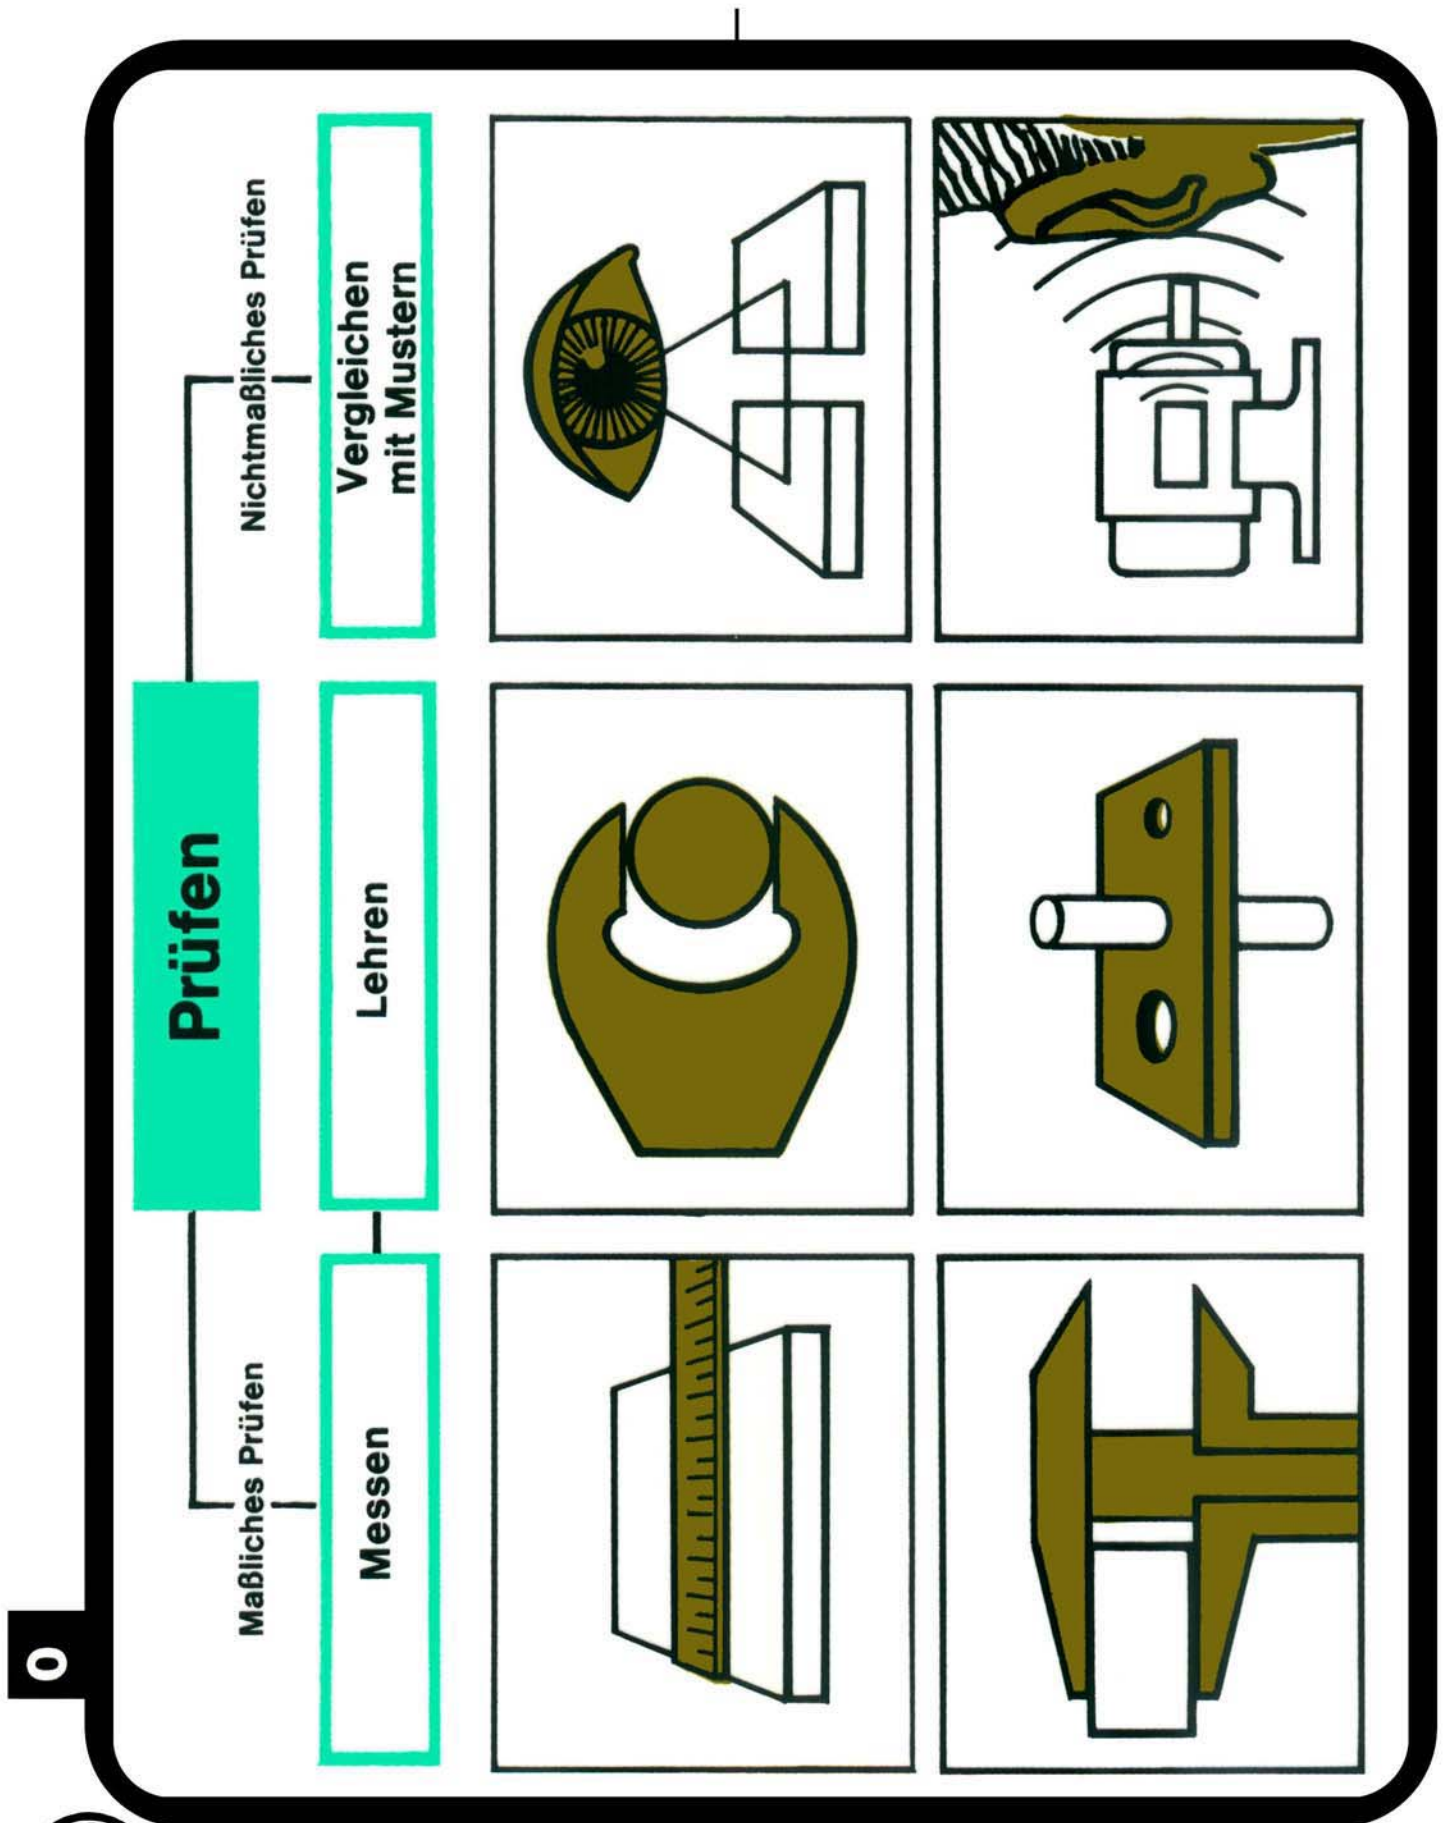 0
Prüfen
Maßliches Prüfen
Nichtmaßliches Prüfen
Messen
Lehren
Vergleichen
mit Mustern